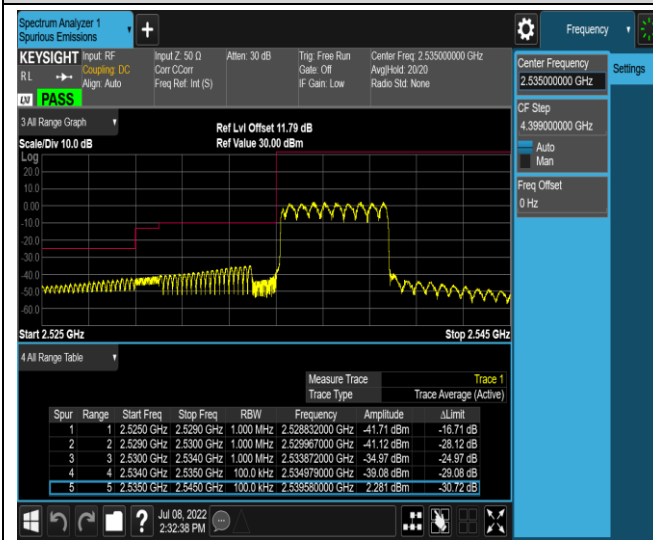 Spectrum Analyzer 1
Spurious Emissions
Frequency
KEYSIGHT
R L
LXI
PASS
Input: RF
Coupling: DC
Align: Auto
Input Z: 50 Ω
Corr CCorr
Freq Ref: Int (S)
Atten: 30 dB
Trig: Free Run
Gate: Off
IF Gain: Low
Center Freq: 2.535000000 GHz
Avg|Hold: 20/20
Radio Std: None
Center Frequency
2.535000000 GHz
Settings
CF Step
4.399000000 GHz
Auto
Man
Freq Offset
0 Hz
3 All Range Graph
Scale/Div 10.0 dB
Ref Lvl Offset 11.79 dB
Ref Value 30.00 dBm
Log
20.0
10.0
0.00
-10.0
-20.0
-30.0
-40.0
-50.0
-60.0
Start 2.525 GHz Stop 2.545 GHz
4 All Range Table
Measure Trace Trace 1
Trace Type Trace Average (Active)
Spur Range Start Freq Stop Freq RBW Frequency Amplitude ΔLimit
1 1 2.5250 GHz 2.5290 GHz 1.000 MHz 2.528832000 GHz -41.71 dBm -16.71 dB
2 2 2.5290 GHz 2.5300 GHz 1.000 MHz 2.529967000 GHz -41.12 dBm -28.12 dB
3 3 2.5300 GHz 2.5340 GHz 1.000 MHz 2.533872000 GHz -34.97 dBm -24.97 dB
4 4 2.5340 GHz 2.5350 GHz 100.0 kHz 2.534979000 GHz -39.08 dBm -29.08 dB
5 5 2.5350 GHz 2.5450 GHz 100.0 kHz 2.539580000 GHz 2.281 dBm -30.72 dB
Jul 08, 2022
2:32:38 PM